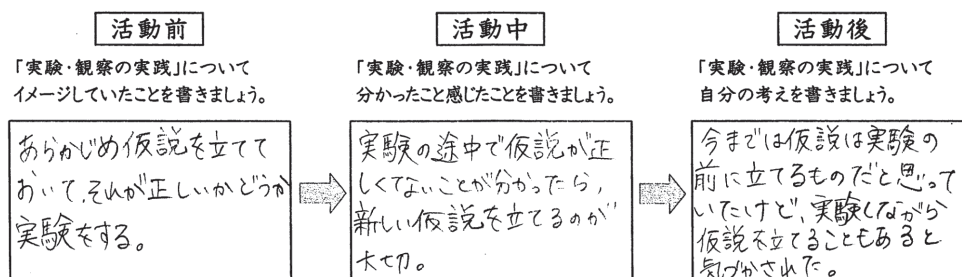 活動前
「実験・観察の実践」について
イメージしていたことを書きましょう。
あらかじめ仮説を立てて
おいて、それが正しいかどうか
実験をする。
活動中
「実験・観察の実践」について
分かったこと感じたことを書きましょう。
実験の途中で仮説が正
しくてないことが分かったら、
新しい仮説を立てるのが
大切。
活動後
「実験・観察の実践」について
自分の考えを書きましょう。
今までは仮説は実験の
前に立てるものだと思って
いたけど、実験しながら
仮説を立てることもあると
気づかされた。